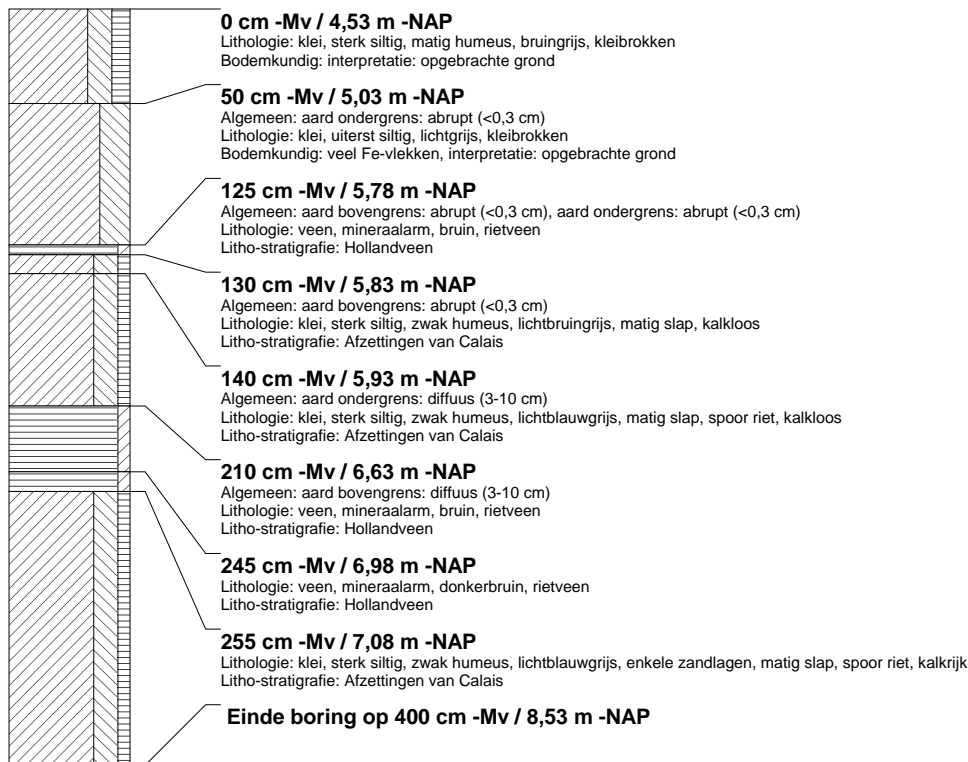 0 cm -Mv / 4,53 m -NAP
Lithologie: klei, sterk siltig, matig humeus, bruingrijs, kleibrokken
Bodemkundig: interpretatie: opgebrachte grond
50 cm -Mv / 5,03 m -NAP
Algemeen: aard ondergrens: abrupt (<0,3 cm)
Lithologie: klei, uiterst siltig, lichtgrijs, kleibrokken
Bodemkundig: veel Fe-vlekken, interpretatie: opgebrachte grond
125 cm -Mv / 5,78 m -NAP
Algemeen: aard bovengrens: abrupt (<0,3 cm), aard ondergrens: abrupt (<0,3 cm)
Lithologie: veen, mineraalarm, bruin, rietveen
Litho-stratigrafie: Hollandveen
130 cm -Mv / 5,83 m -NAP
Algemeen: aard bovengrens: abrupt (<0,3 cm)
Lithologie: klei, sterk siltig, zwak humeus, lichtbruingrijs, matig slap, kalkloos
Litho-stratigrafie: Afzettingen van Calais
140 cm -Mv / 5,93 m -NAP
Algemeen: aard ondergrens: diffuus (3-10 cm)
Lithologie: klei, sterk siltig, zwak humeus, lichtblauwgrijs, matig slap, spoor riet, kalkloos
Litho-stratigrafie: Afzettingen van Calais
210 cm -Mv / 6,63 m -NAP
Algemeen: aard bovengrens: diffuus (3-10 cm)
Lithologie: veen, mineraalarm, bruin, rietveen
Litho-stratigrafie: Hollandveen
245 cm -Mv / 6,98 m -NAP
Lithologie: veen, mineraalarm, donkerbruin, rietveen
Litho-stratigrafie: Hollandveen
255 cm -Mv / 7,08 m -NAP
Lithologie: klei, sterk siltig, zwak humeus, lichtblauwgrijs, enkele zandlagen, matig slap, spoor riet, kalkrijk
Litho-stratigrafie: Afzettingen van Calais
Einde boring op 400 cm -Mv / 8,53 m -NAP